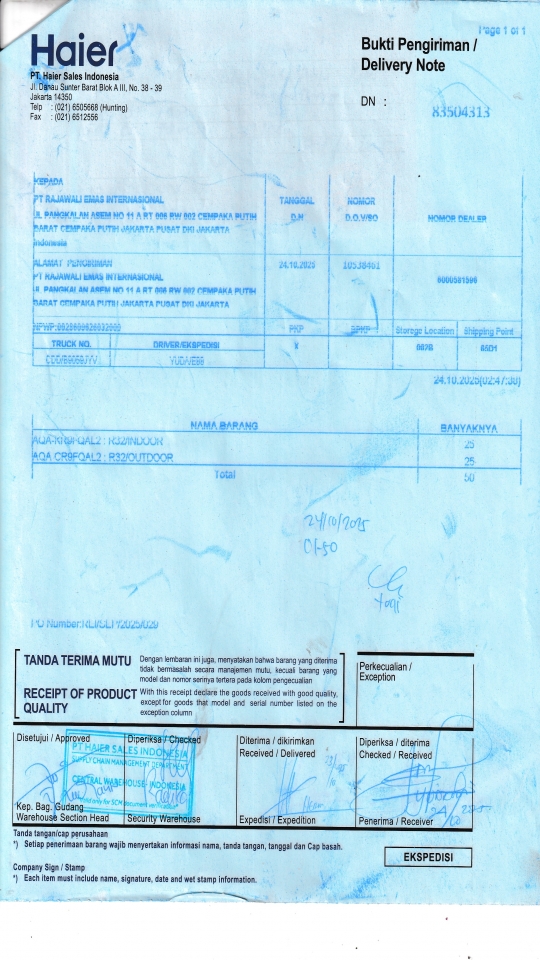 Page 1 of 1
Haier
Bukti Pengiriman /
Delivery Note
PT. Haier Sales Indonesia
Jl. Danau Sunter Barat Blok A III, No. 38 - 39
Jakarta 14350
Telp : (021) 6505668 (Hunting)
Fax : (021) 6512556
DN :
83504313
KEPADA
PT RAJAWALI EMAS INTERNASIONAL
JL PANGKALAN ASEM NO 11 A RT 006 RW 002 CEMPAKA PUTIH
BARAT CEMPAKA PUTIH JAKARTA PUSAT DKI JAKARTA
Indonesia
TANGGAL
D.H
NOMOR
D.O.V/SO
NOMOR DEALER
ALAMAT PENGIRIMAN
PT RAJAWALI EMAS INTERNASIONAL
JL PANGKALAN ASEM NO 11 A RT 006 RW 002 CEMPAKA PUTIH
BARAT CEMPAKA PUTIH JAKARTA PUSAT DKI JAKARTA
24.10.2025
10538461
PKP
Storage Location
Shipping Point
TRUCK NO.
DRIVER/EKSPEDISI
X
24.10.2025(02:47:00)
NAMA BARANG
BANYAKNYA
AQA-KR9FQAL2 : R32/INDOOR
25
AQA CR9FQAL2 : R32/OUTDOOR
25
Total
50
24/10/2025
01-50
Yogi
PO Number:
TANDA TERIMA MUTU
Dengan lembaran ini juga, menyatakan bahwa barang yang diterima
tidak bermasalah secara manajemen mutu, kecuali barang yang
model dan nomor serinya tertera pada kolom pengecualian
RECEIPT OF PRODUCT
QUALITY
With this receipt declare the goods received with good quality,
except for goods that model and serial number listed on the
exception column
Perkecualian /
Exception
Disetujui / Approved
Diperiksa / Checked
Diterima / dikirimkan
Received / Delivered
Diperiksa / diterima
Checked / Received
PT HAIER SALES INDONESIA
SUPPLY CHAIN MANAGEMENT DEPARTMENT
CENTRAL WAREHOUSE- INDONESIA
only for SCM document
Kep. Bag. Gudang
Warehouse Section Head
Security Warehouse
Expedisi / Expedition
Penerima / Receiver
Tanda tangan/cap perusahaan
*) Setiap penerimaan barang wajib menyertakan informasi nama, tanda tangan, tanggal dan Cap basah.
EKSPEDISI
Company Sign / Stamp
*) Each item must include name, signature, date and wet stamp information.